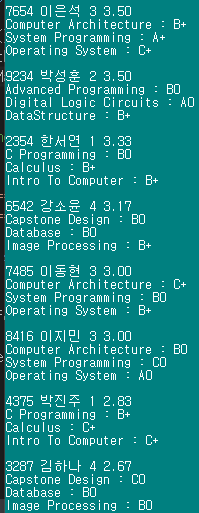 7654 이은석 3 3.50
Computer Architecture : B+
System Programming : A+
Operating System : C+
9234 박성훈 2 3.50
Advanced Programming : B0
Digital Logic Circuits : A0
DataStructure : B+
2354 한서연 1 3.33
C Programming : B0
Calculus : B+
Intro To Computer : B+
6542 강소윤 4 3.17
Capstone Design : B0
Database : B0
Image Processing : B+
7485 이동현 3 3.00
Computer Architecture : C+
System Programming : B0
Operating System : B+
8416 이지민 3 3.00
Computer Architecture : B0
System Programming : C0
Operating System : A0
4375 박진주 1 2.83
C Programming : B+
Calculus : C+
Intro To Computer : C+
3287 김하나 4 2.67
Capstone Design : C0
Database : B0
Image Processing : B0